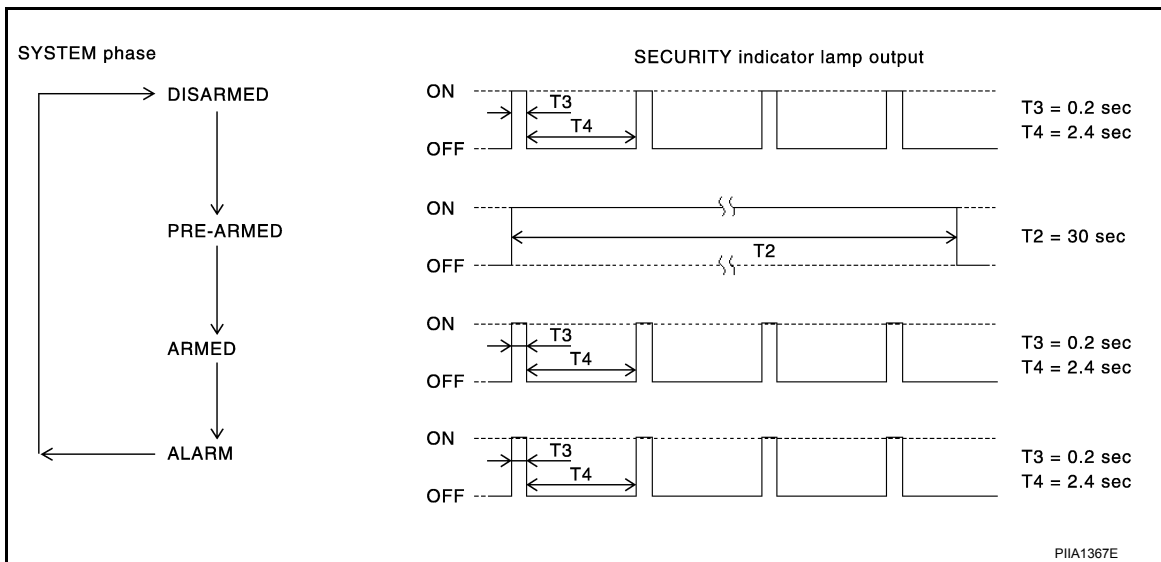 SYSTEM phase
SECURITY indicator lamp output
DISARMED
ON
OFF
T3
T4
T3 = 0.2 sec
T4 = 2.4 sec
PRE-ARMED
ON
OFF
T2
T2 = 30 sec
ARMED
ON
OFF
T3
T4
T3 = 0.2 sec
T4 = 2.4 sec
ALARM
ON
OFF
T3
T4
T3 = 0.2 sec
T4 = 2.4 sec
PIIA1367E